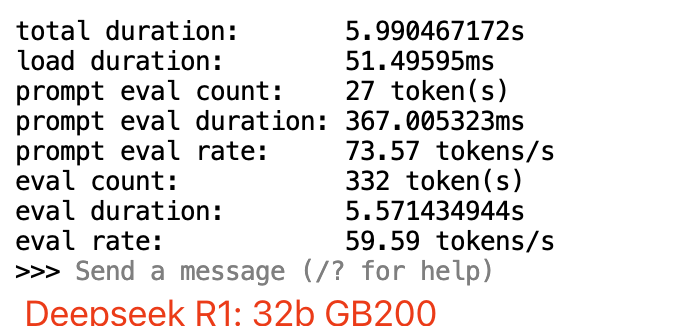 total duration: 5.990467172s
load duration: 51.49595ms
prompt eval count: 27 token(s)
prompt eval duration: 367.005323ms
prompt eval rate: 73.57 tokens/s
eval count: 332 token(s)
eval duration: 5.571434944s
eval rate: 59.59 tokens/s
>>> Send a message (/? for help)
Deepseek R1: 32b GB200